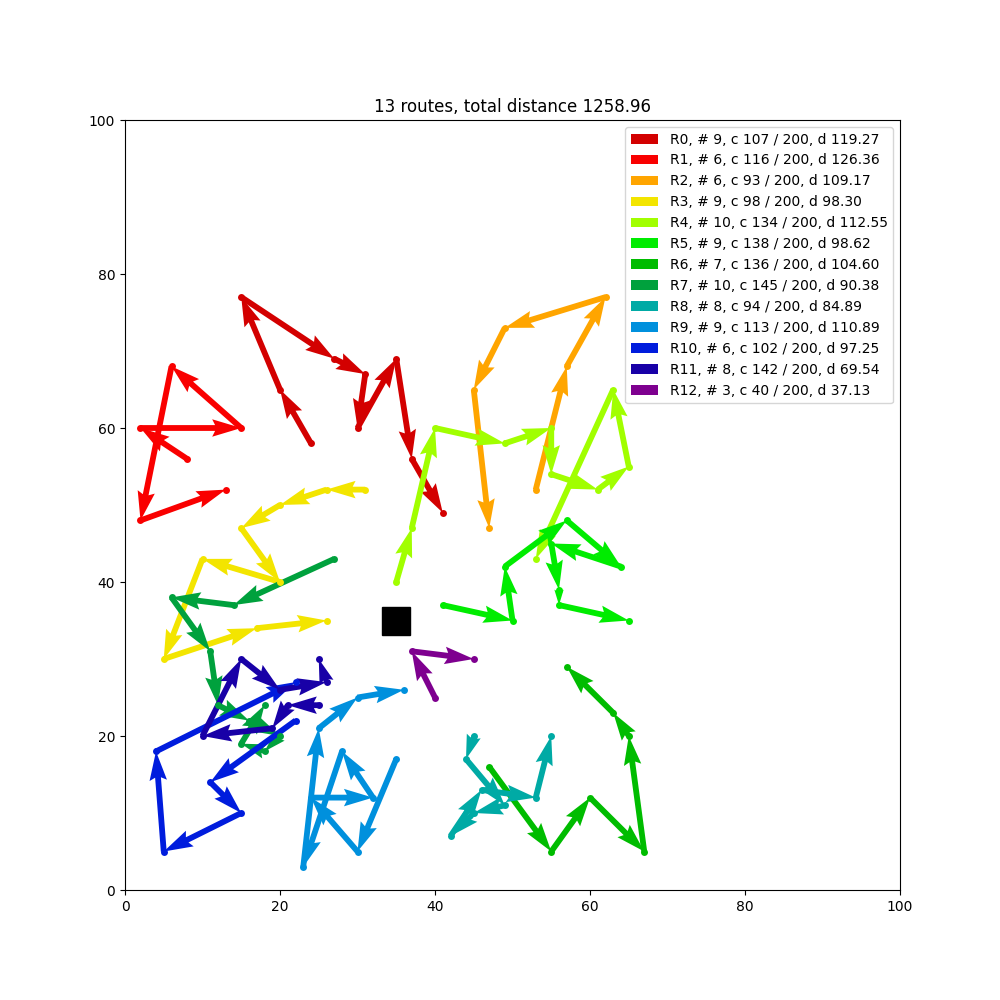 13 routes, total distance 1258.96
100
80
60
40
20
0
0 20 40 60 80 100
R0, # 9, c 107 / 200, d 119.27
R1, # 6, c 116 / 200, d 126.36
R2, # 6, c 93 / 200, d 109.17
R3, # 9, c 98 / 200, d 98.30
R4, # 10, c 134 / 200, d 112.55
R5, # 9, c 138 / 200, d 98.62
R6, # 7, c 136 / 200, d 104.60
R7, # 10, c 145 / 200, d 90.38
R8, # 8, c 94 / 200, d 84.89
R9, # 9, c 113 / 200, d 110.89
R10, # 6, c 102 / 200, d 97.25
R11, # 8, c 142 / 200, d 69.54
R12, # 3, c 40 / 200, d 37.13